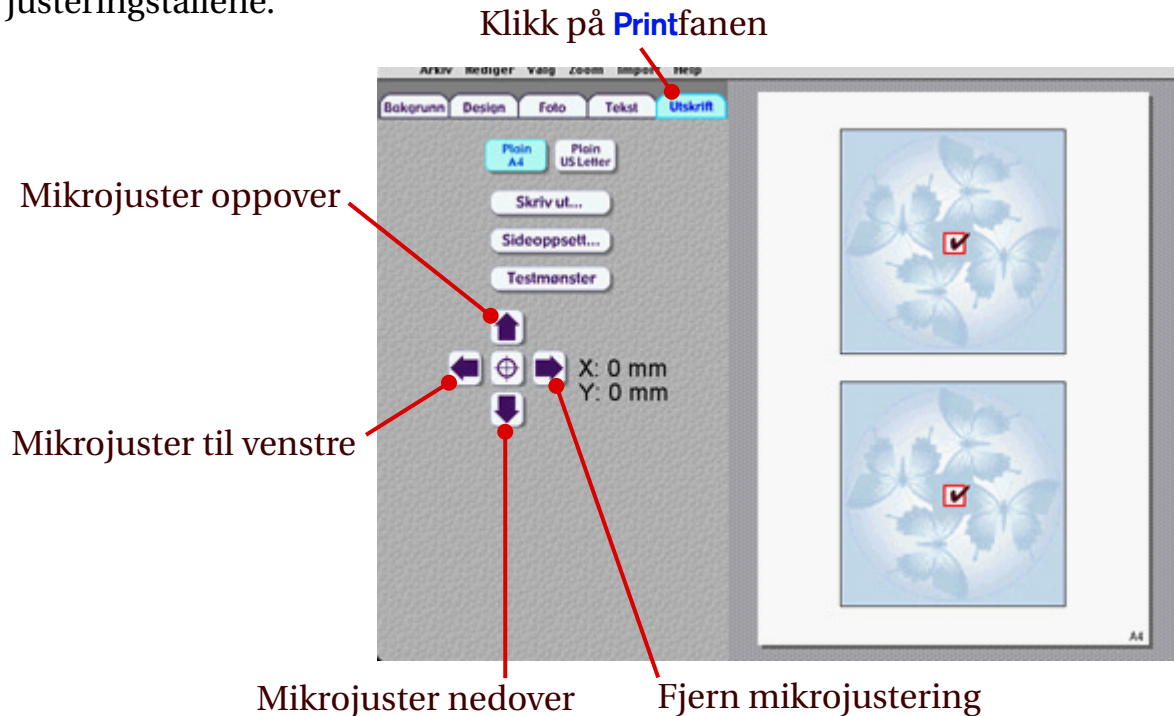 justeringstallene.
Klikk på Printfanen
Arkiv Rediger Valg Zoom Import Help
Bakgrunn Design Foto Tekst Utskrift
Plain A4
Plain US Letter
Skriv ut...
Mikrojuster oppover
Sideoppsett...
Testmønster
X: 0 mm
Y: 0 mm
Mikrojuster til venstre
A4
Mikrojuster nedover
Fjern mikrojustering